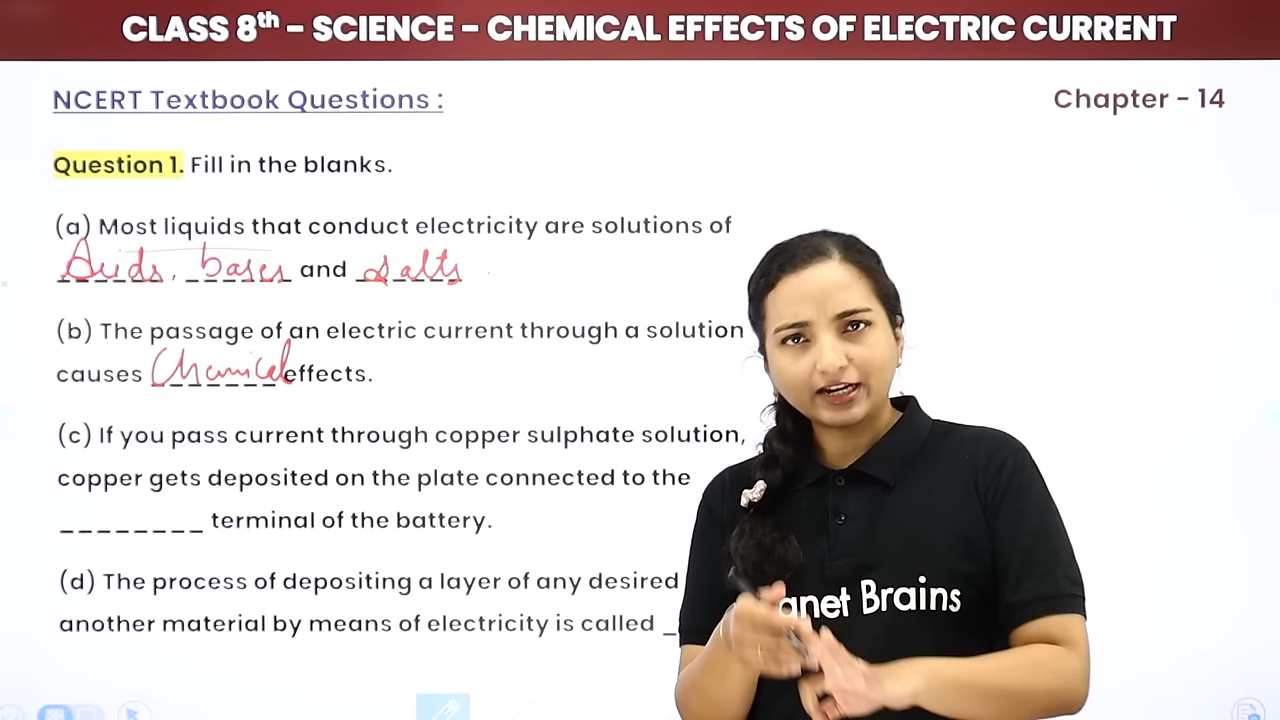 CLASS 8th - SCIENCE - CHEMICAL EFFECTS OF ELECTRIC CURRENT
NCERT Textbook Questions :
Chapter - 14
Question 1. Fill in the blanks.
(a) Most liquids that conduct electricity are solutions of
Acids, bases and salts
(b) The passage of an electric current through a solution
causes Chemical effects.
(c) If you pass current through copper sulphate solution,
copper gets deposited on the plate connected to the
________ terminal of the battery.
(d) The process of depositing a layer of any desired
another material by means of electricity is called _
anet Brains